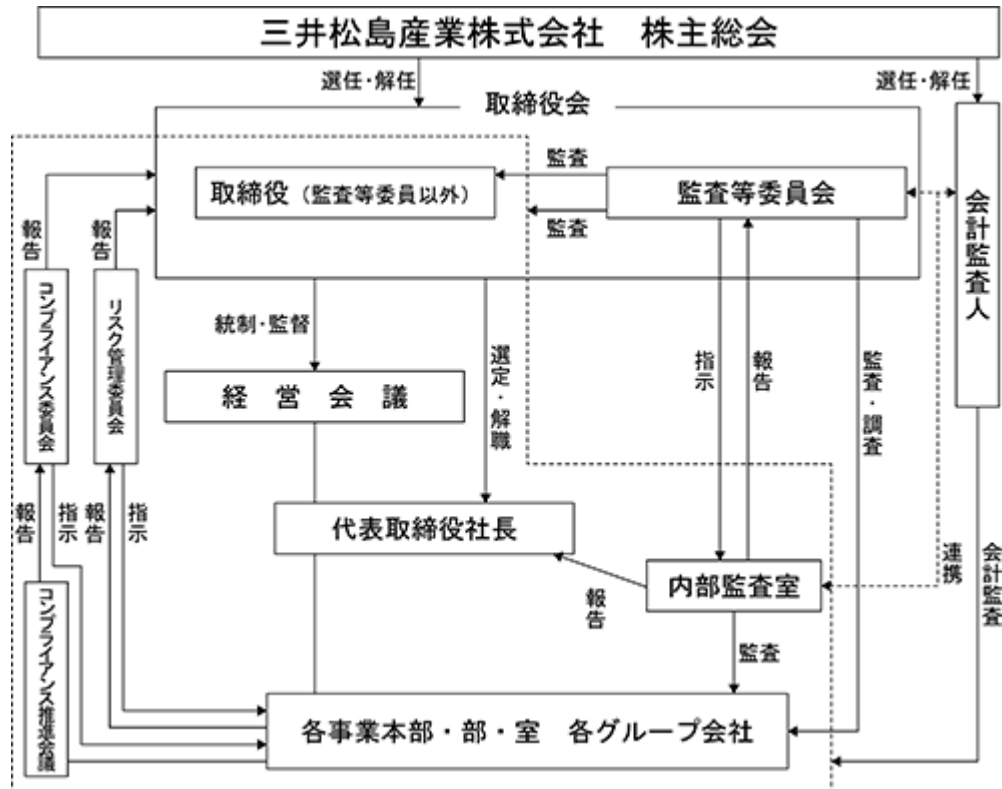 三井松島産業株式会社 株主総会
選任・解任
選任・解任
取締役会
取締役（監査等委員以外）
監査
監査
監査等委員会
会計監査人
報告
報告
コンプライアンス委員会
リスク管理委員会
統制・監督
選定・解職
指示
報告
監査・調査
経営会議
報告
指示
報告
指示
代表取締役社長
内部監査室
報告
連携
会計監査
監査
コンプライアンス推進会議
各事業本部・部・室 各グループ会社